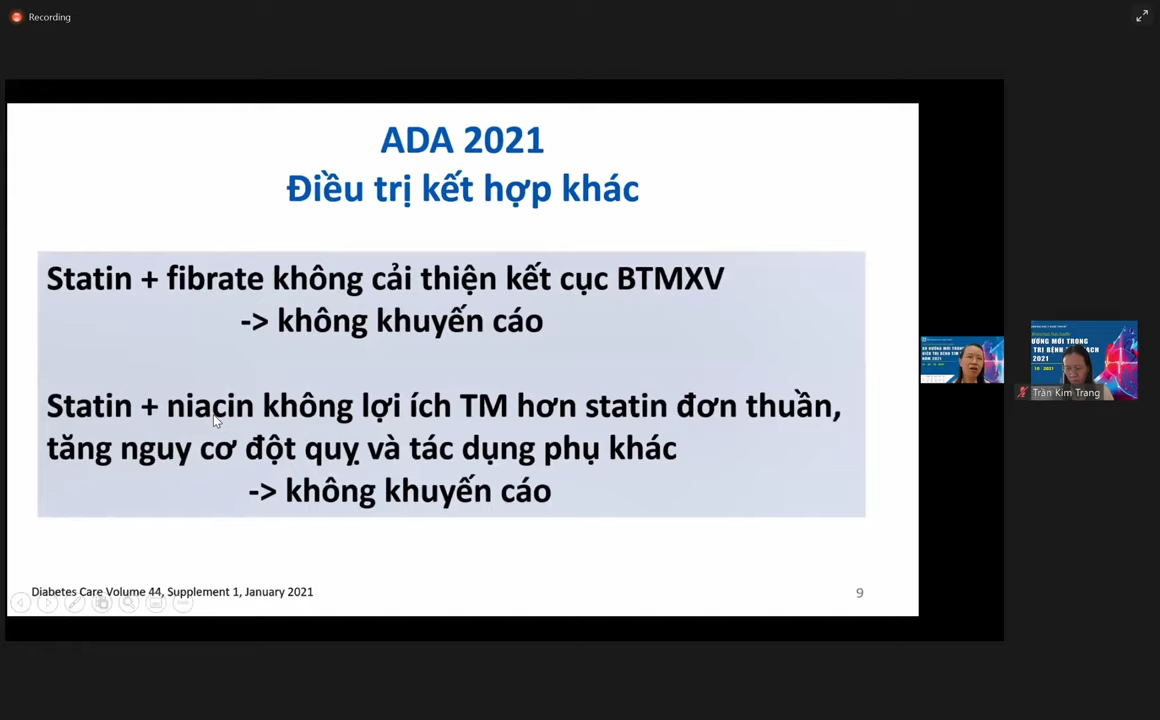 Recording
ADA 2021
Điều trị kết hợp khác
Statin + fibrate không cải thiện kết cục BTMXV
-> không khuyến cáo
Statin + niacin không lợi ích TM hơn statin đơn thuần,
tăng nguy cơ đột quỵ và tác dụng phụ khác
-> không khuyến cáo
Diabetes Care Volume 44, Supplement 1, January 2021
9
Trần Kim Trang